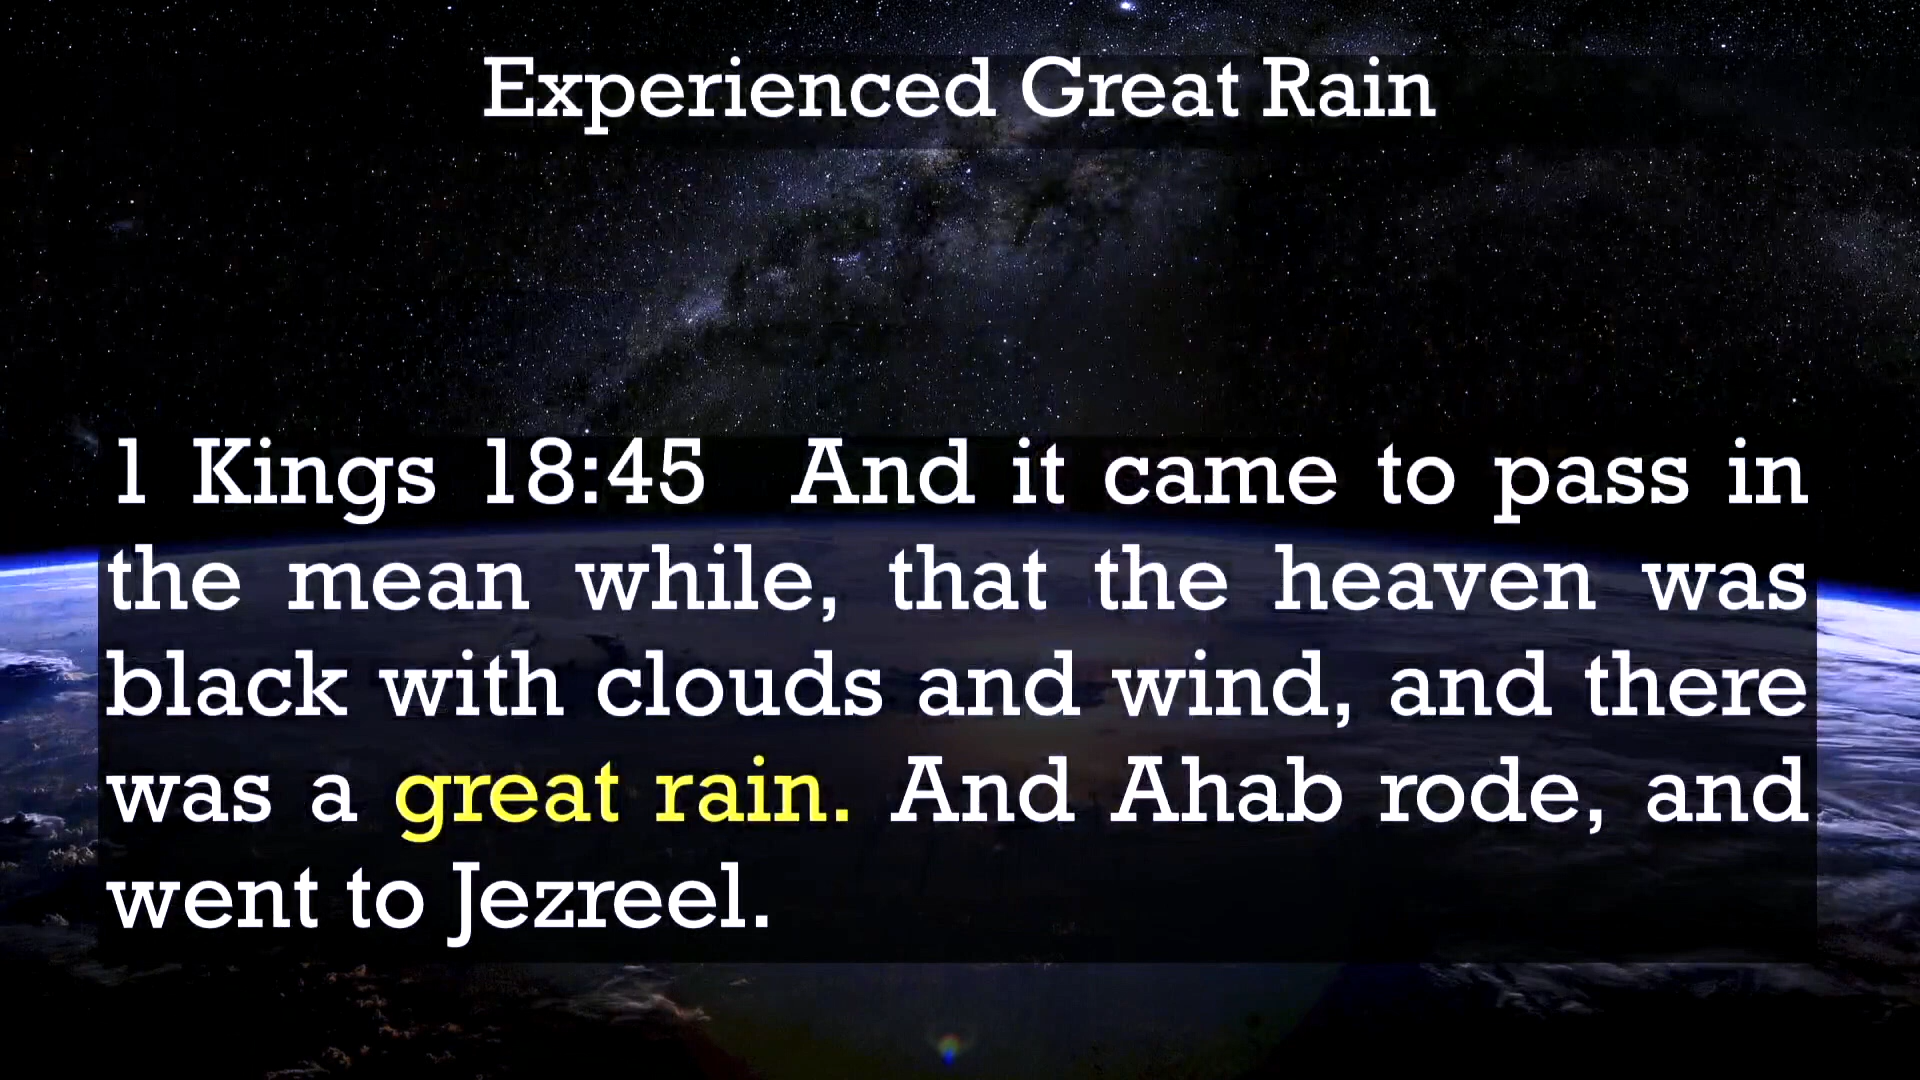 Experienced Great Rain
1 Kings 18:45 And it came to pass in
the mean while, that the heaven was
black with clouds and wind, and there
was a great rain. And Ahab rode, and
went to Jezreel.